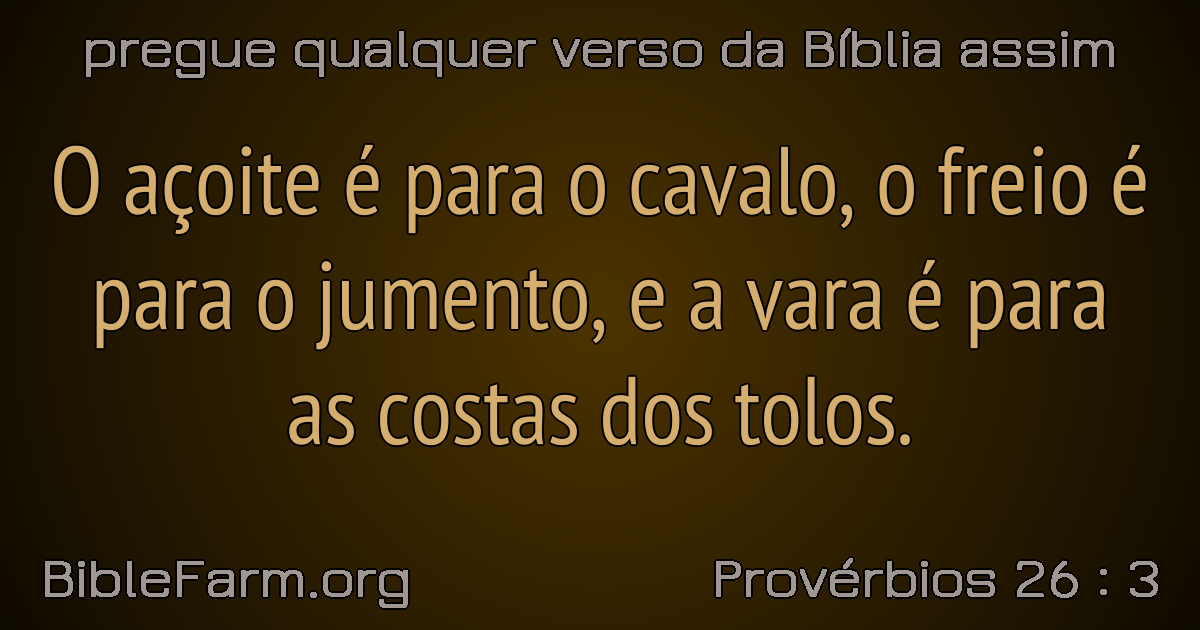 pregue qualquer verso da Bíblia assim
O açoite é para o cavalo, o freio é
para o jumento, e a vara é para
as costas dos tolos.
BibleFarm.org
Provérbios 26 : 3